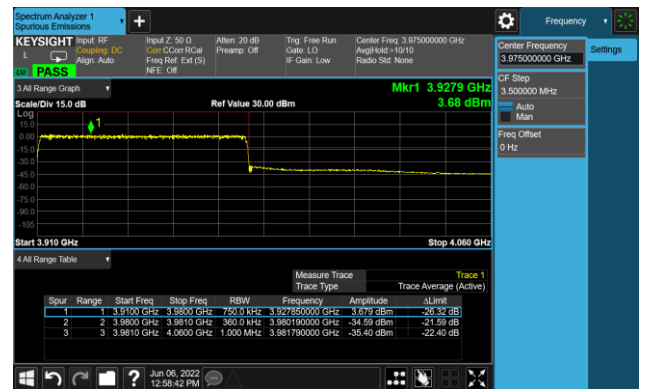 Spectrum Analyzer 1
Spurious Emissions
Frequency
KEYSIGHT
L
PASS
Input: RF
Coupling: DC
Align: Auto
Input Z: 50 Ω
Corr CCorr RCal
Freq Ref: Ext (S)
NFE: Off
Atten: 20 dB
Preamp: Off
Trig: Free Run
Gate: LO
IF Gain: Low
Center Freq: 3.975000000 GHz
Avg|Hold:>10/10
Radio Std: None
Center Frequency
3.975000000 GHz
Settings
CF Step
3.500000 MHz
Auto
Man
Freq Offset
0 Hz
3 All Range Graph
Mkr1 3.9279 GHz
3.68 dBm
Scale/Div 15.0 dB
Ref Value 30.00 dBm
Log
15.0
0.00
-15.0
-30.0
-45.0
-60.0
-75.0
-90.0
-105
1
Start 3.910 GHz
Stop 4.060 GHz
4 All Range Table
Measure Trace Trace 1
Trace Type Trace Average (Active)
Spur Range Start Freq Stop Freq RBW Frequency Amplitude ΔLimit
1 1 3.9100 GHz 3.9800 GHz 750.0 kHz 3.927850000 GHz 3.679 dBm -26.32 dB
2 2 3.9800 GHz 3.9810 GHz 360.0 kHz 3.980190000 GHz -34.59 dBm -21.59 dB
3 3 3.9810 GHz 4.0600 GHz 1.000 MHz 3.981790000 GHz -35.40 dBm -22.40 dB
Jun 06, 2022
12:58:42 PM